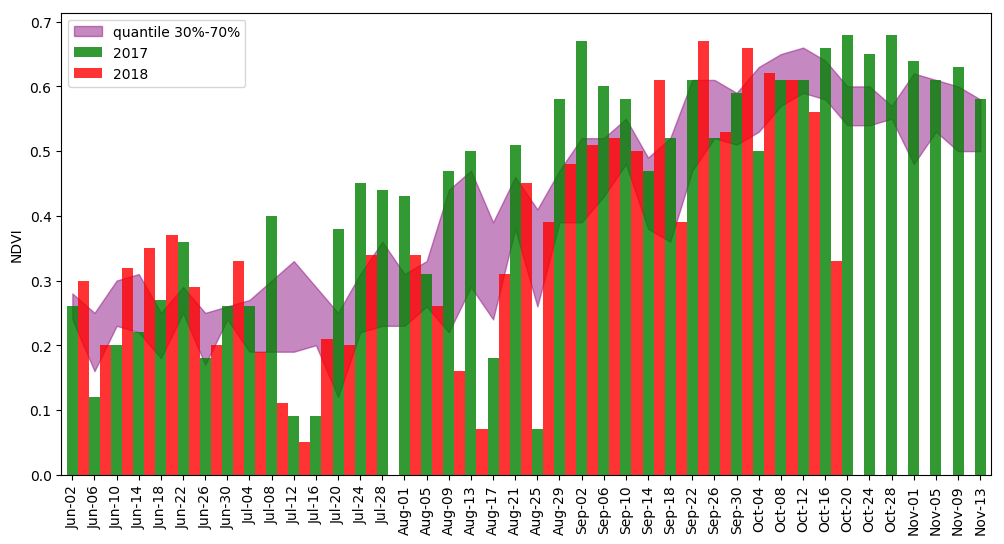 0.7
0.6
0.5
0.4
0.3
0.2
0.1
0.0
NDVI
quantile 30%-70%
2017
2018
Jun-02
Jun-06
Jun-10
Jun-14
Jun-18
Jun-22
Jun-26
Jun-30
Jul-04
Jul-08
Jul-12
Jul-16
Jul-20
Jul-24
Jul-28
Aug-01
Aug-05
Aug-09
Aug-13
Aug-17
Aug-21
Aug-25
Aug-29
Sep-02
Sep-06
Sep-10
Sep-14
Sep-18
Sep-22
Sep-26
Sep-30
Oct-04
Oct-08
Oct-12
Oct-16
Oct-20
Oct-24
Oct-28
Nov-01
Nov-05
Nov-09
Nov-13